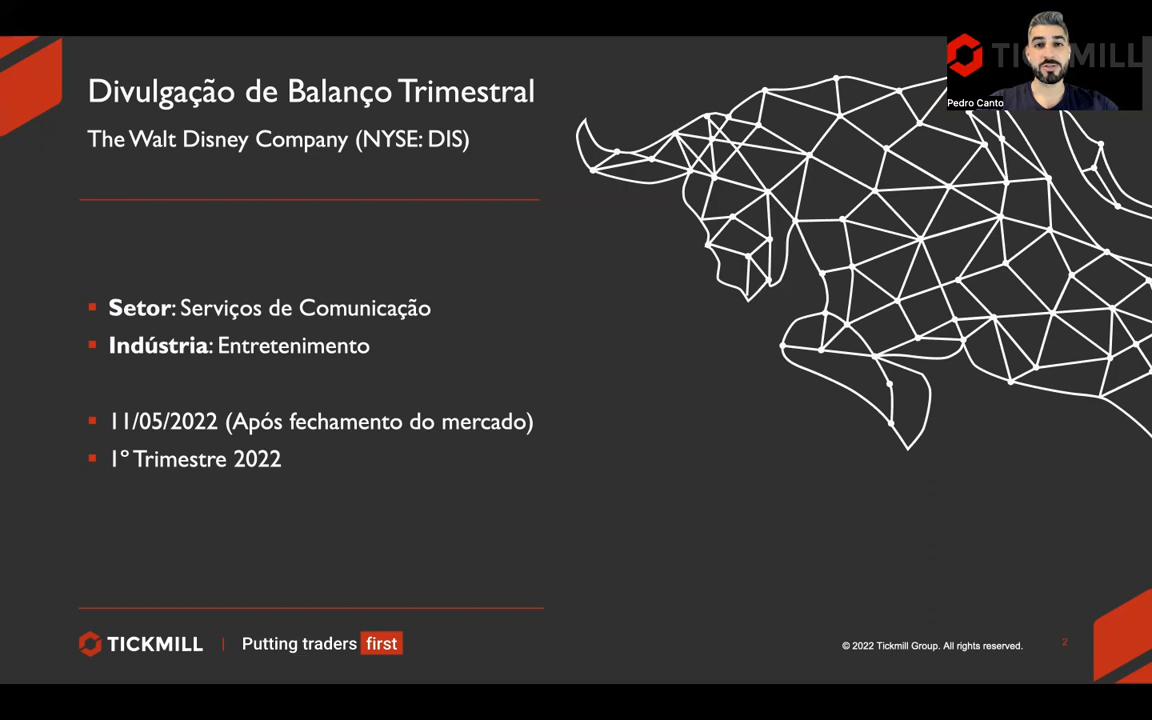 TICKMILL
Pedro Canto
Divulgação de Balanço Trimestral
The Walt Disney Company (NYSE: DIS)
▪ Setor: Serviços de Comunicação
▪ Indústria: Entretenimento
▪ 11/05/2022 (Após fechamento do mercado)
▪ 1º Trimestre 2022
TICKMILL | Putting traders first
© 2022 Tickmill Group. All rights reserved.
2